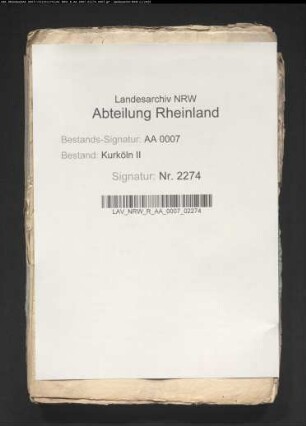 Landesarchiv NRW
Abteilung Rheinland
Bestands-Signatur: AA 0007
Bestand: Kurköln II
Signatur: Nr. 2274
LAV_NRW_R_AA_0007_02274